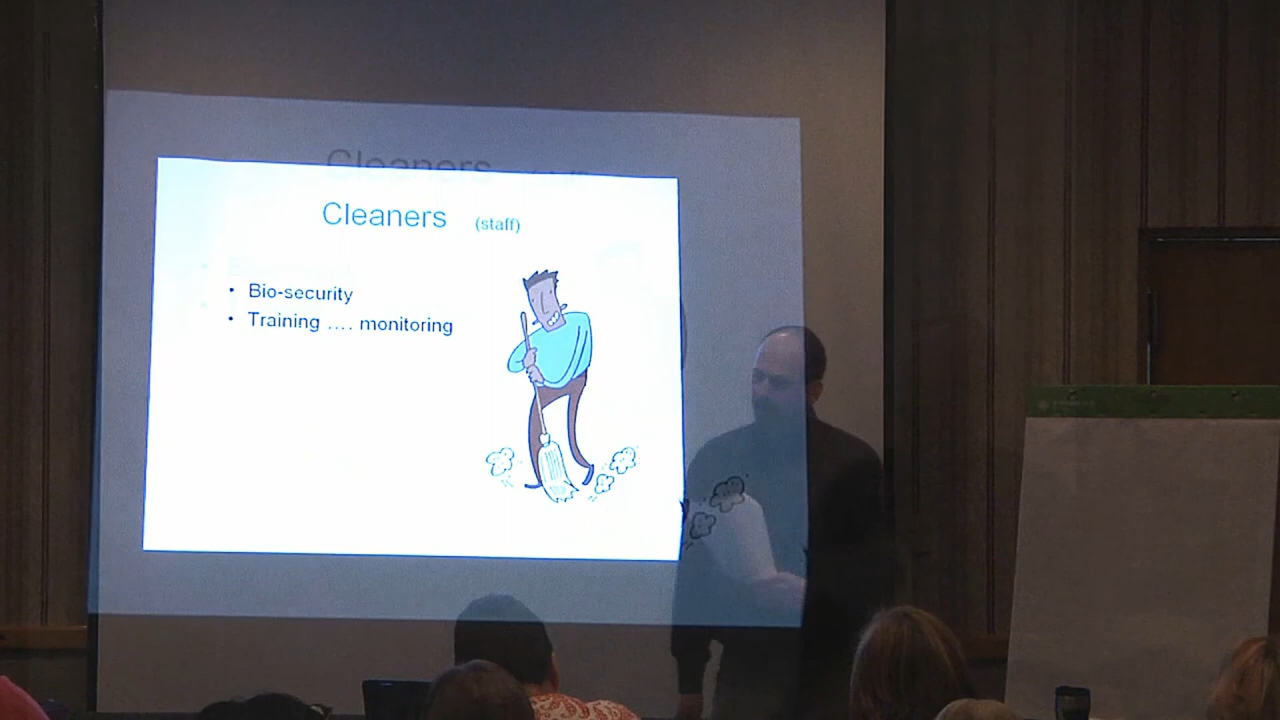 Cleaners (staff)
• Bio-security
• Training .... monitoring